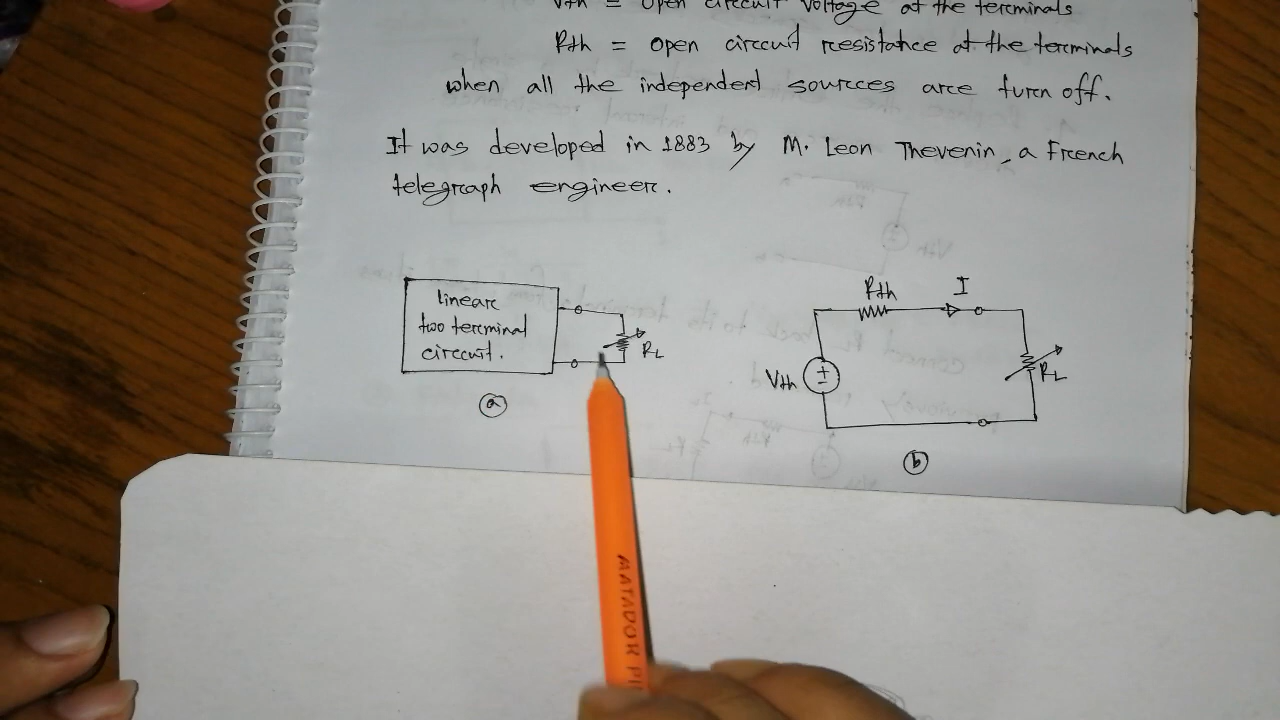 Vth = Open circuit voltage at the terminals
Rth = Open circuit resistance at the terminals
when all the independent sources are turn off.
It was developed in 1883 by M. Leon Thevenin, a French
telegraph engineer.
linear
two terminal
circuit.
RL
a
Rth
I
Vth
RL
b
MATADOR PI